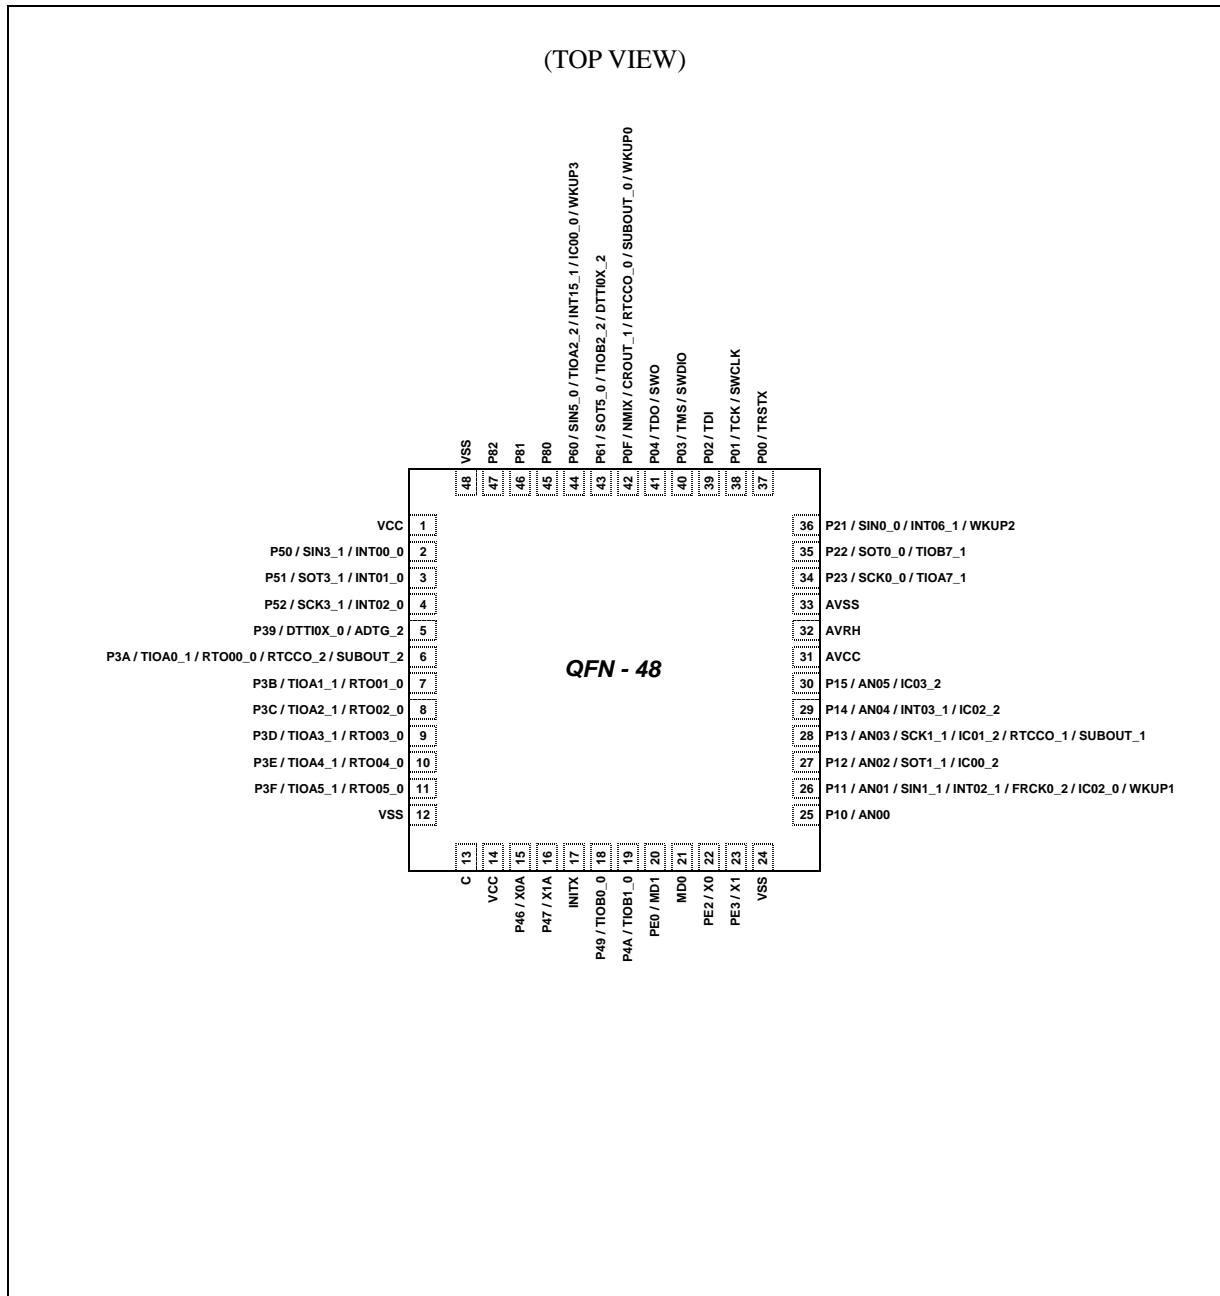 (TOP VIEW)
VSS
P82
P81
P80
P60 / SIN5_0 / TIOA2_2 / INT15_1 / IC00_0 / WKUP3
P61 / SOT5_0 / TIOB2_2 / DTTI0X_2
P0F / NMIX / CROUT_1 / RTCCO_0 / SUBOUT_0 / WKUP0
P04 / TDO / SWO
P03 / TMS / SWDIO
P02 / TDI
P01 / TCK / SWCLK
P00 / TRSTX
48
47
46
45
44
43
42
41
40
39
38
37
VCC 1
P50 / SIN3_1 / INT00_0 2
P51 / SOT3_1 / INT01_0 3
P52 / SCK3_1 / INT02_0 4
P39 / DTTI0X_0 / ADTG_2 5
P3A / TIOA0_1 / RTO00_0 / RTCCO_2 / SUBOUT_2 6
P3B / TIOA1_1 / RTO01_0 7
P3C / TIOA2_1 / RTO02_0 8
P3D / TIOA3_1 / RTO03_0 9
P3E / TIOA4_1 / RTO04_0 10
P3F / TIOA5_1 / RTO05_0 11
VSS 12
QFN - 48
36 P21 / SIN0_0 / INT06_1 / WKUP2
35 P22 / SOT0_0 / TIOB7_1
34 P23 / SCK0_0 / TIOA7_1
33 AVSS
32 AVRH
31 AVCC
30 P15 / AN05 / IC03_2
29 P14 / AN04 / INT03_1 / IC02_2
28 P13 / AN03 / SCK1_1 / IC01_2 / RTCCO_1 / SUBOUT_1
27 P12 / AN02 / SOT1_1 / IC00_2
26 P11 / AN01 / SIN1_1 / INT02_1 / FRCK0_2 / IC02_0 / WKUP1
25 P10 / AN00
13
14
15
16
17
18
19
20
21
22
23
24
C
VCC
P46 / X0A
P47 / X1A
INITX
P49 / TIOB0_0
P4A / TIOB1_0
PE0 / MD1
MD0
PE2 / X0
PE3 / X1
VSS